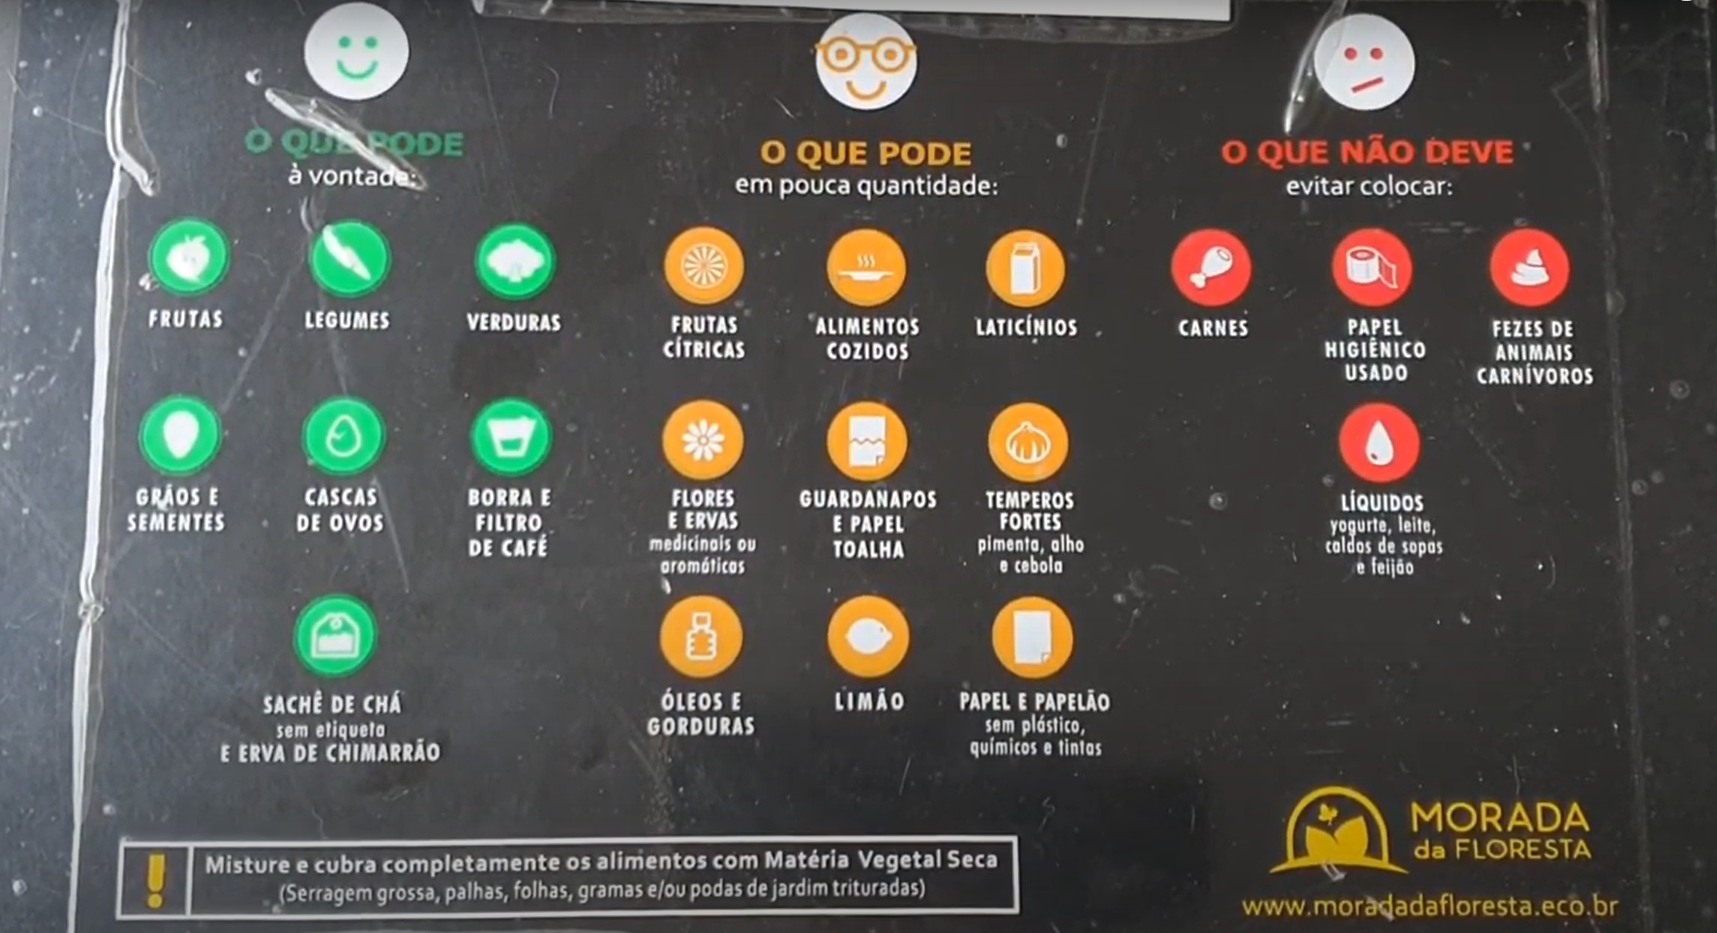 O QUE PODE
à vontade:
FRUTAS
LEGUMES
VERDURAS
GRÃOS E
SEMENTES
CASCAS
DE OVOS
BORRA E
FILTRO
DE CAFÉ
SACHÊ DE CHÁ
sem etiqueta
E ERVA DE CHIMARRÃO
O QUE PODE
em pouca quantidade:
FRUTAS
CÍTRICAS
ALIMENTOS
COZIDOS
LATICÍNIOS
FLORES
E ERVAS
medicinais ou
aromáticas
GUARDANAPOS
E PAPEL
TOALHA
TEMPEROS
FORTES
pimenta, alho
e cebola
ÓLEOS E
GORDURAS
LIMÃO
PAPEL E PAPELÃO
sem plástico,
químicos e tintas
O QUE NÃO DEVE
evitar colocar:
CARNES
PAPEL
HIGIÊNICO
USADO
FEZES DE
ANIMAIS
CARNÍVOROS
LÍQUIDOS
yogurte, leite,
caldos de sopas
e feijão
! Misture e cubra completamente os alimentos com Matéria Vegetal Seca
(Serragem grossa, palhas, folhas, gramas e/ou podas de jardim trituradas)
MORADA
da FLORESTA
www.moradadafloresta.eco.br